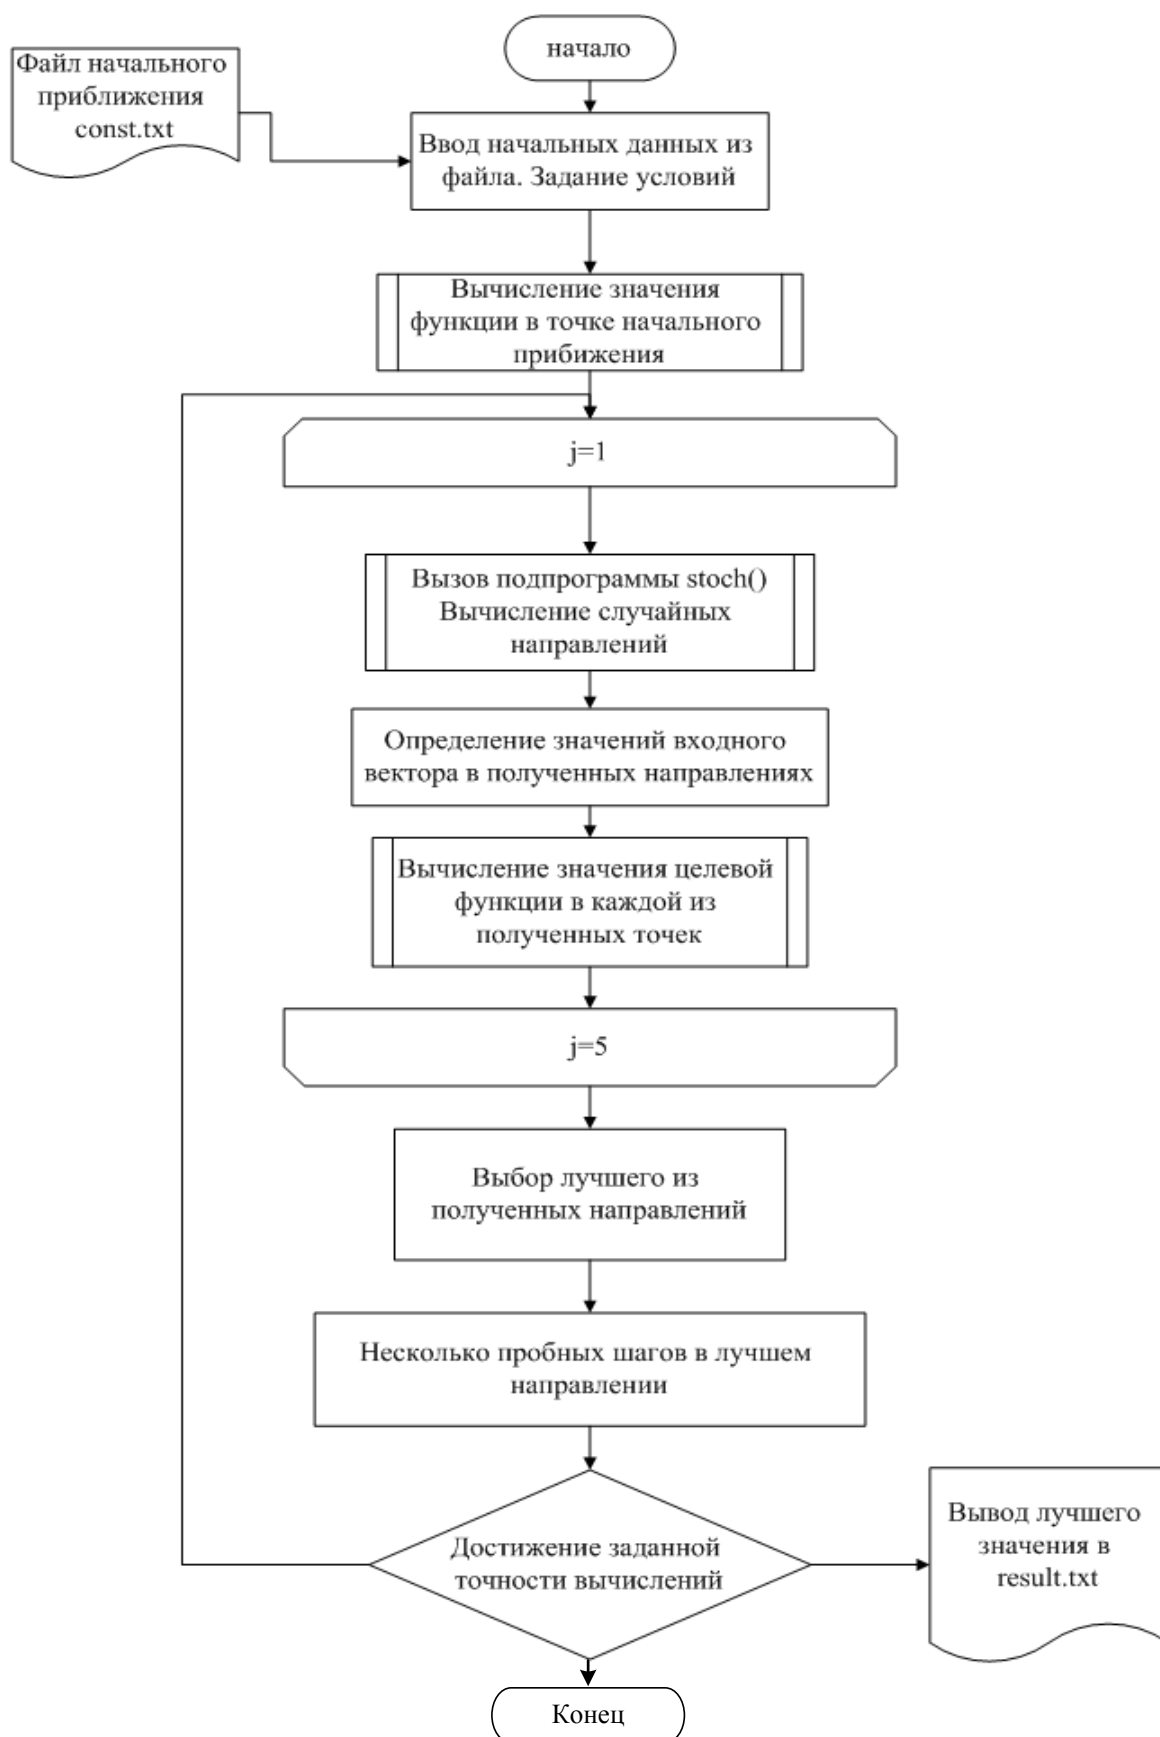 начало
Файл начального
приближения
const.txt
Ввод начальных данных из
файла. Задание условий
Вычисление значения
функции в точке начального
прибижения
j=1
Вызов подпрограммы stoch()
Вычисление случайных
направлений
Определение значений входного
вектора в полученных направлениях
Вычисление значения целевой
функции в каждой из
полученных точек
j=5
Выбор лучшего из
полученных направлений
Несколько пробных шагов в лучшем
направлении
Достижение заданной
точности вычислений
Вывод лучшего
значения в
result.txt
Конец